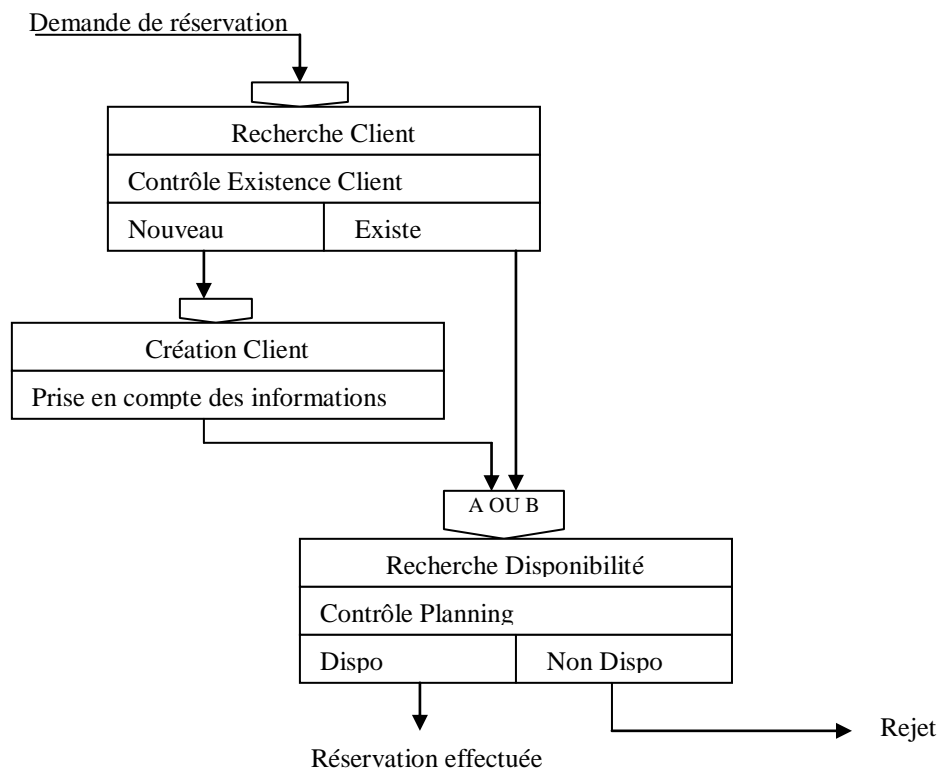 Demande de réservation
Recherche Client
Contrôle Existence Client
Nouveau
Existe
Création Client
Prise en compte des informations
A OU B
Recherche Disponibilité
Contrôle Planning
Dispo
Non Dispo
Rejet
Réservation effectuée